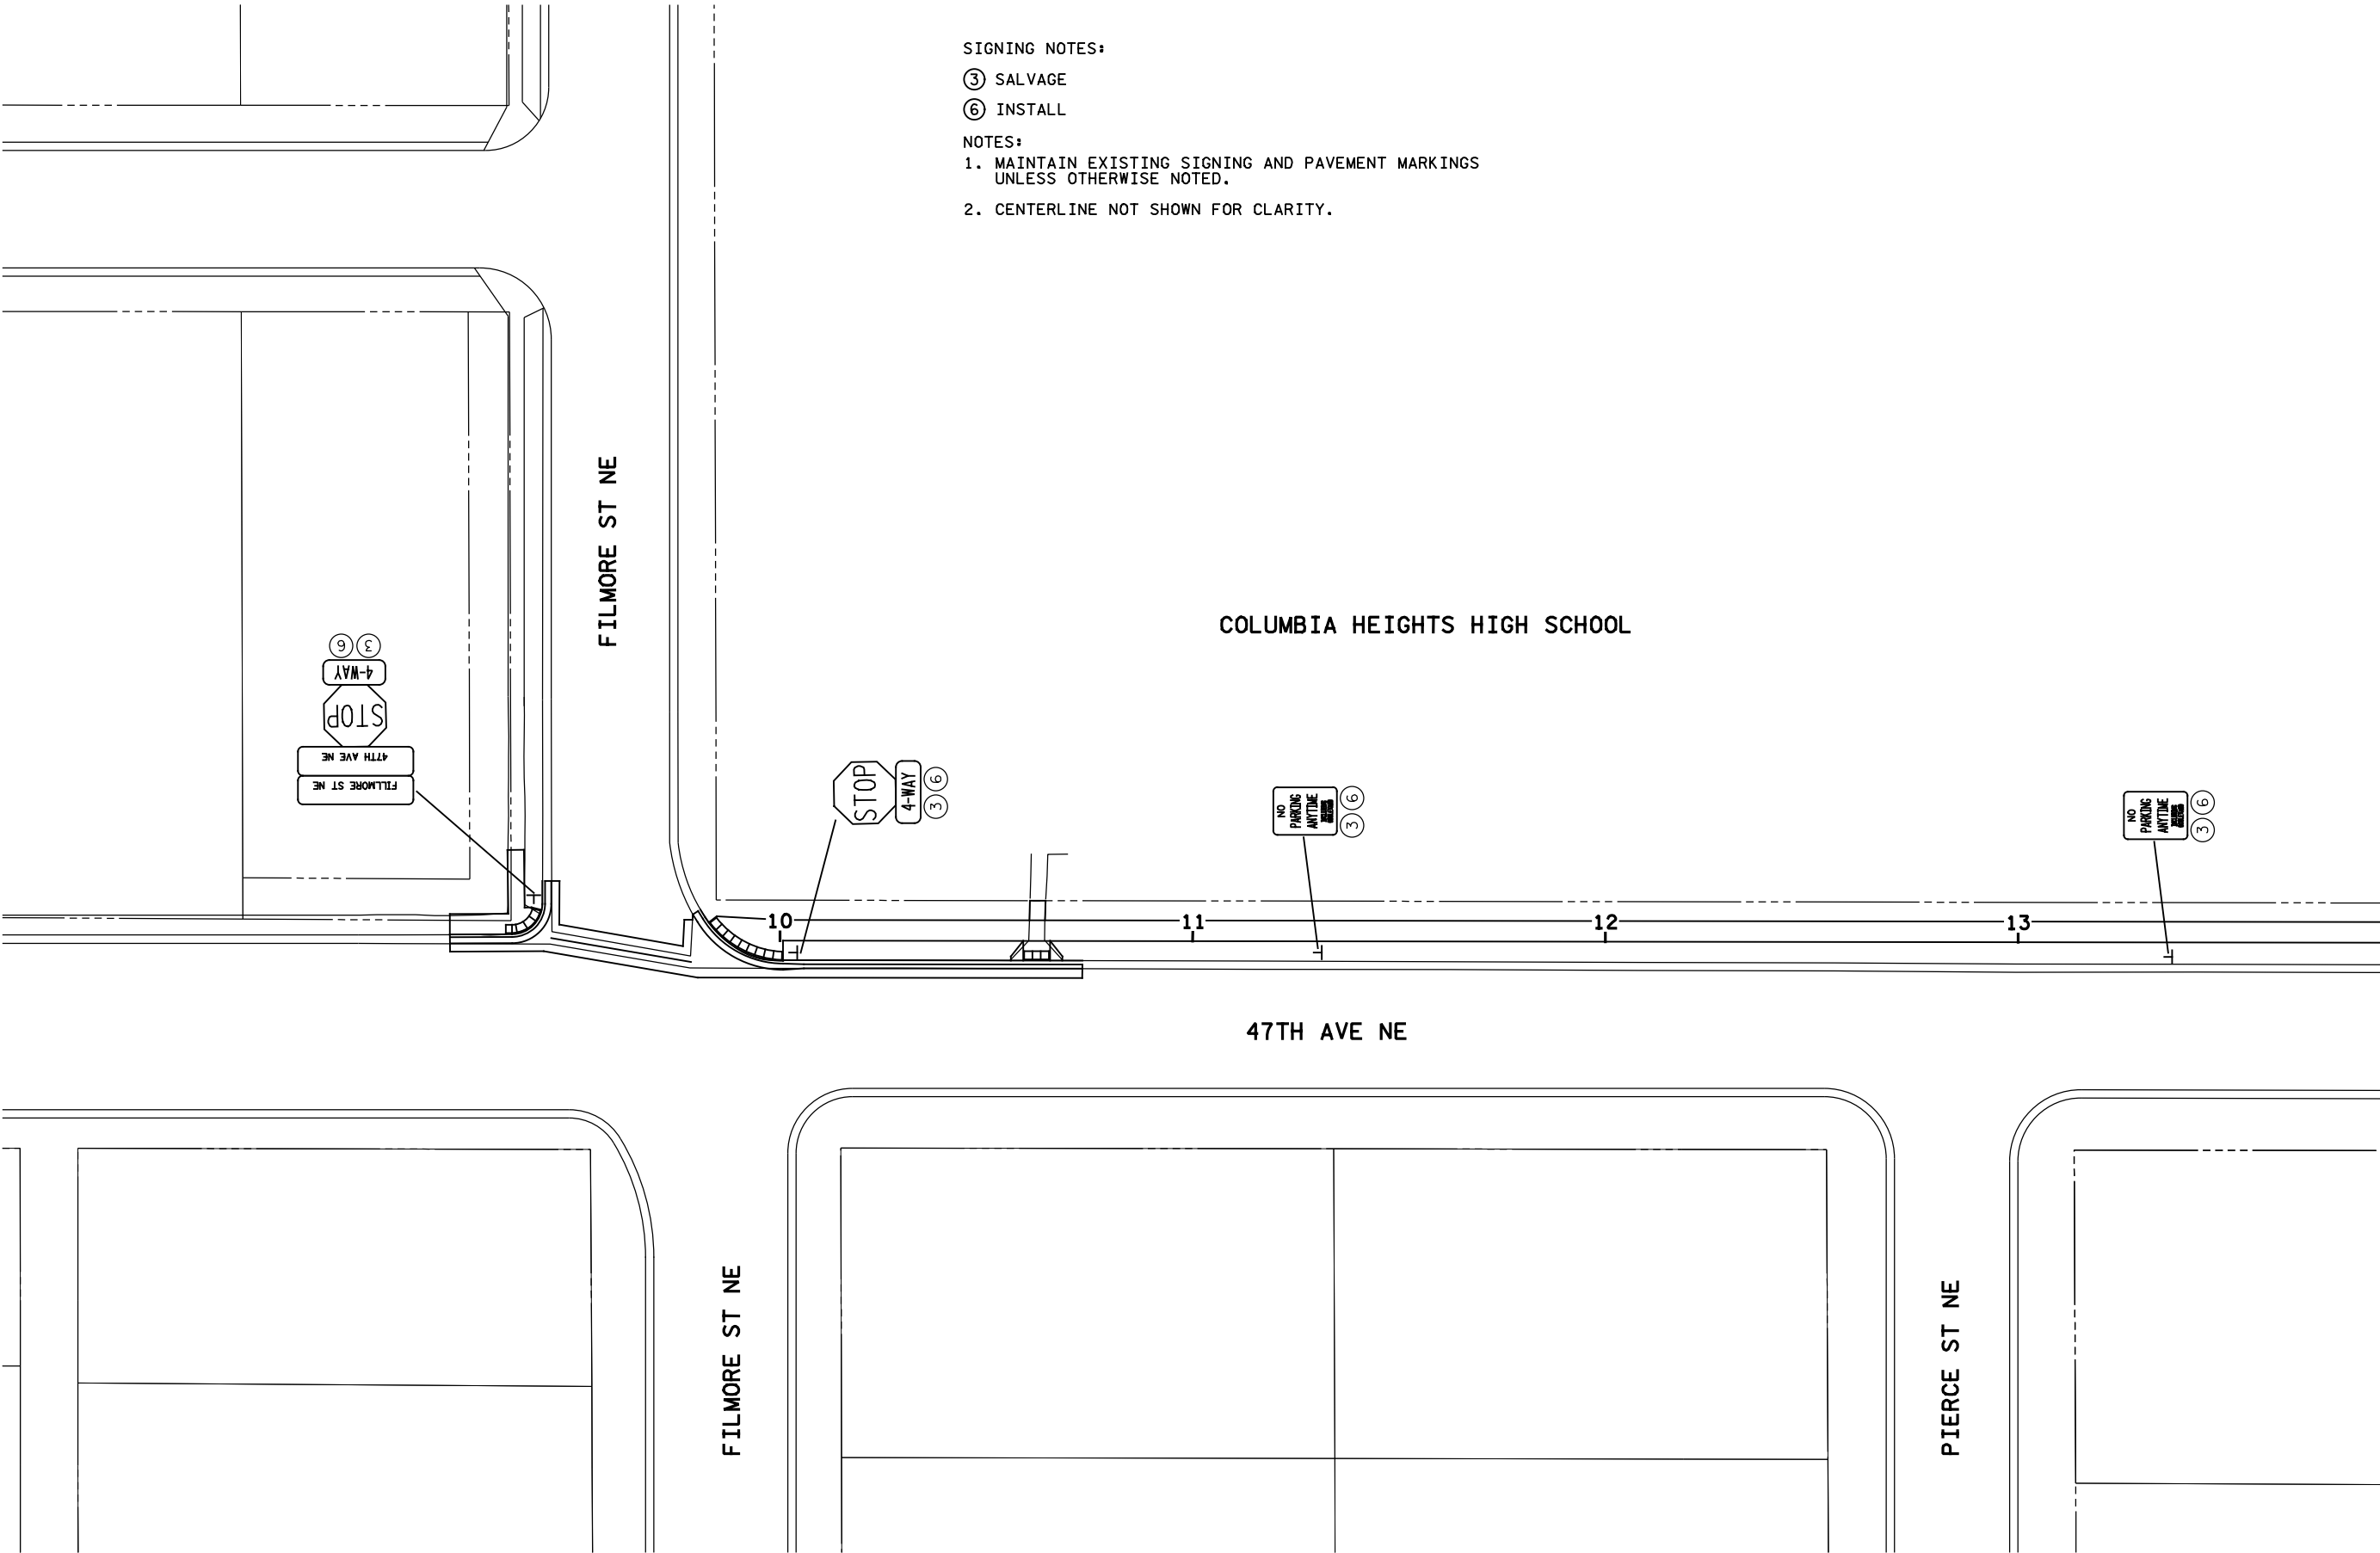 SIGNING NOTES:
3 SALVAGE
6 INSTALL
NOTES:
1. MAINTAIN EXISTING SIGNING AND PAVEMENT MARKINGS
UNLESS OTHERWISE NOTED.
2. CENTERLINE NOT SHOWN FOR CLARITY.
FILMORE ST NE
COLUMBIA HEIGHTS HIGH SCHOOL
3 6
4-WAY
STOP
47TH AVE NE
FILLMORE ST NE
STOP
4-WAY
3 6
NO
PARKING
ANYTIME
3 6
NO
PARKING
ANYTIME
3 6
10
11
12
13
47TH AVE NE
FILMORE ST NE
PIERCE ST NE